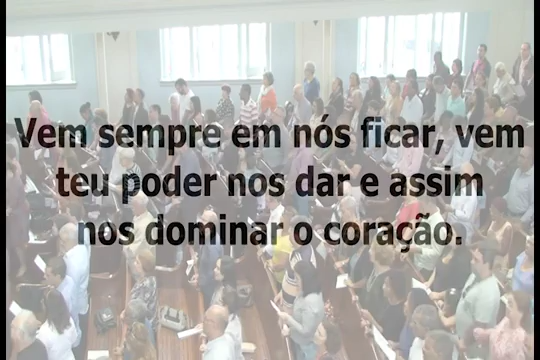 Vem sempre em nós ficar, vem
teu poder nos dar e assim
nos dominar o coração.